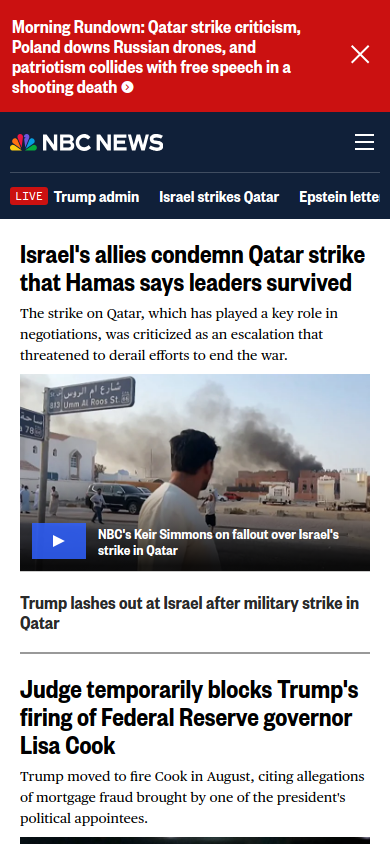 Morning Rundown: Qatar strike criticism,
Poland downs Russian drones, and
patriotism collides with free speech in a
shooting death
NBC NEWS
LIVE Trump admin Israel strikes Qatar Epstein letter
Israel's allies condemn Qatar strike
that Hamas says leaders survived
The strike on Qatar, which has played a key role in
negotiations, was criticized as an escalation that
threatened to derail efforts to end the war.
شارع ام الروس
813 Umm Al Roos St.
NBC's Keir Simmons on fallout over Israel's
strike in Qatar
Trump lashes out at Israel after military strike in
Qatar
Judge temporarily blocks Trump's
firing of Federal Reserve governor
Lisa Cook
Trump moved to fire Cook in August, citing allegations
of mortgage fraud brought by one of the president's
political appointees.